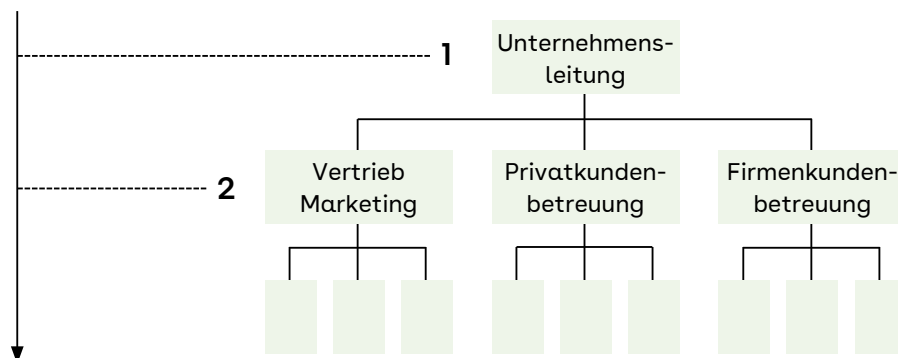 1
Unternehmens-
leitung
2
Vertrieb
Marketing
Privatkunden-
betreuung
Firmenkunden-
betreuung